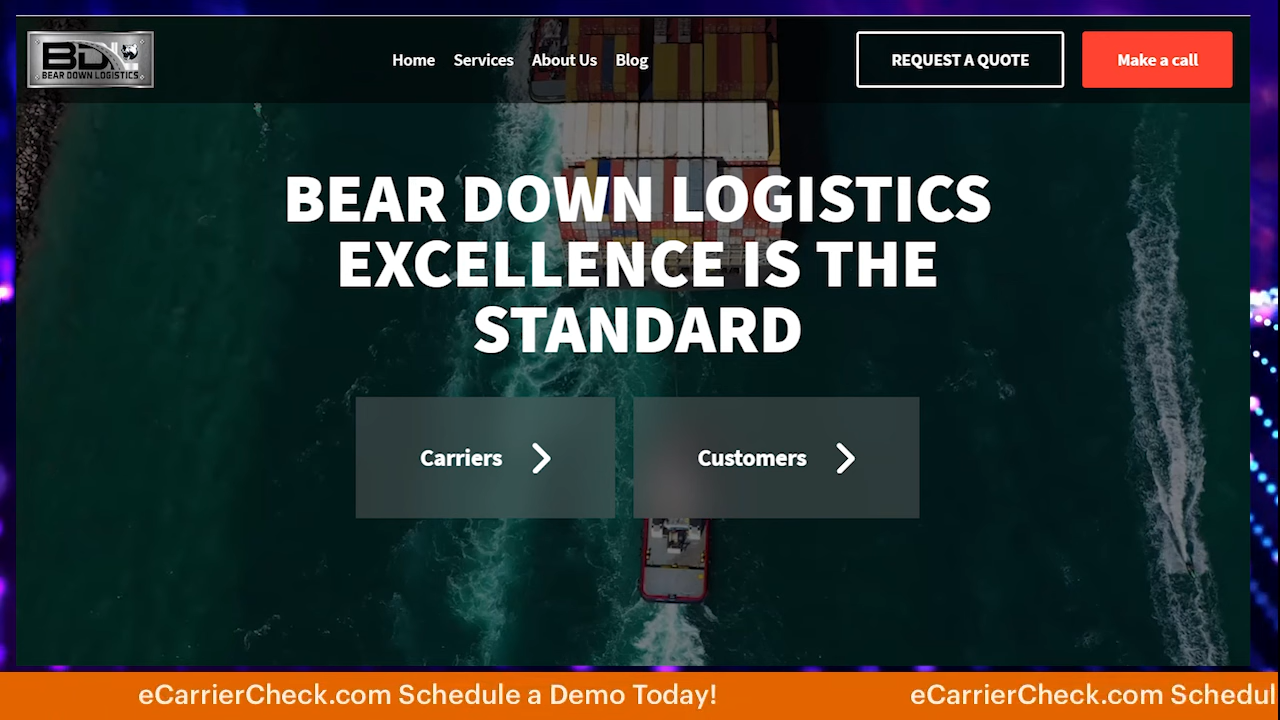 BDL
BEAR DOWN LOGISTICS
Home Services About Us Blog
REQUEST A QUOTE
Make a call
BEAR DOWN LOGISTICS
EXCELLENCE IS THE
STANDARD
Carriers
Customers
eCarrierCheck.com Schedule a Demo Today! eCarrierCheck.com Schedul